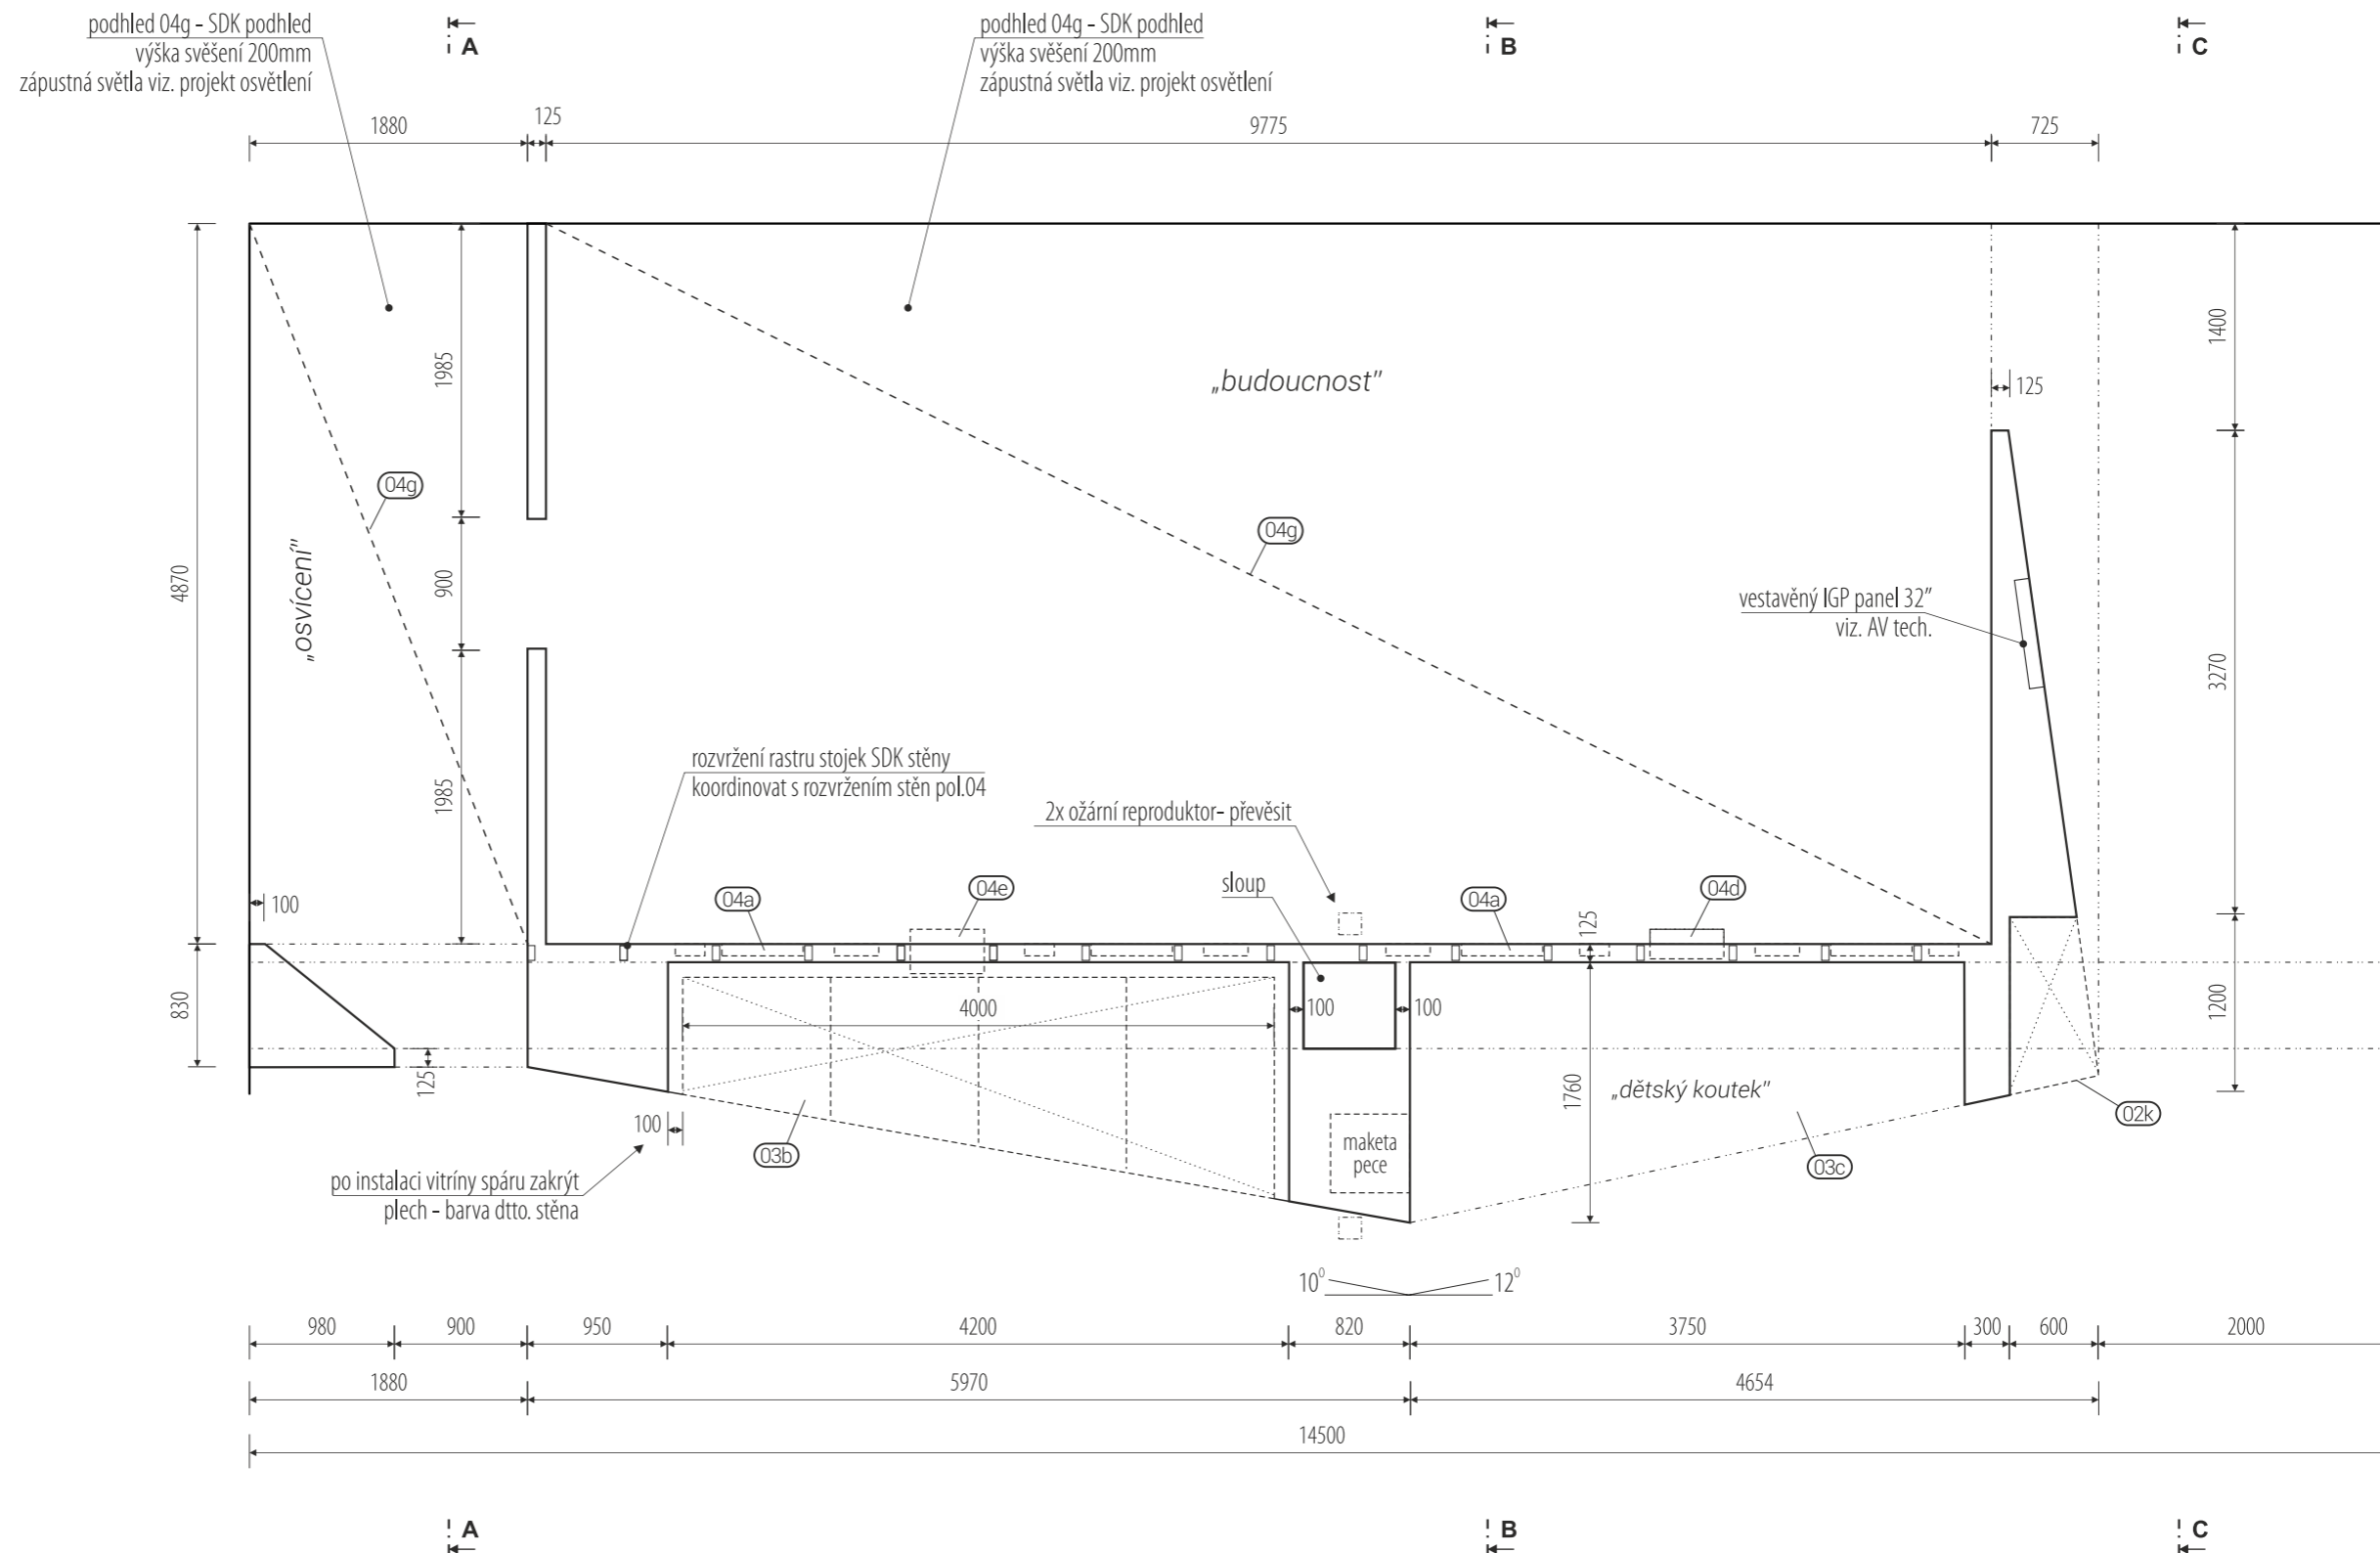 podhled 04g - SDK podhled
výška svěšení 200mm
zápustná světla viz. projekt osvětlení
A
podhled 04g - SDK podhled
výška svěšení 200mm
zápustná světla viz. projekt osvětlení
B
C
1880
125
9775
725
1985
1400
„budoucnost"
125
04g
04g
4870
„osvícení"
900
vestavěný IGP panel 32”
viz. AV tech.
3270
rozvržení rastru stojek SDK stěny
koordinovat s rozvržením stěn pol.04
1985
2x ožární reproduktor- převěsit
sloup
04a
04e
04a
04d
100
125
830
4000
100
100
1200
125
1760
„dětský koutek"
100
03b
maketa
pece
03c
02k
po instalaci vitríny spáru zakrýt
plech - barva dtto. stěna
10⁰
12⁰
980
900
950
4200
820
3750
300
600
2000
1880
5970
4654
14500
A
B
C